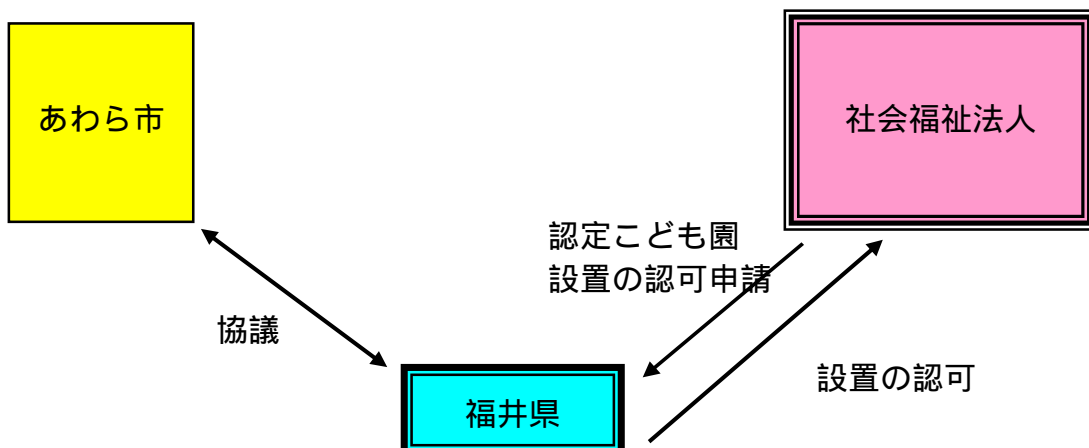 あわら市
社会福祉法人
認定こども園
設置の認可申請
協議
設置の認可
福井県